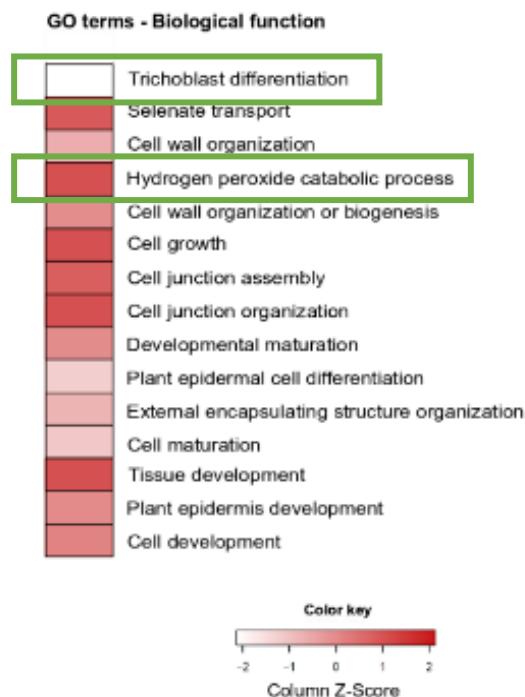 GO terms - Biological function
Trichoblast differentiation
Selenate transport
Cell wall organization
Hydrogen peroxide catabolic process
Cell wall organization or biogenesis
Cell growth
Cell junction assembly
Cell junction organization
Developmental maturation
Plant epidermal cell differentiation
External encapsulating structure organization
Cell maturation
Tissue development
Plant epidermis development
Cell development
Color key
-2 -1 0 1 2
Column Z-Score